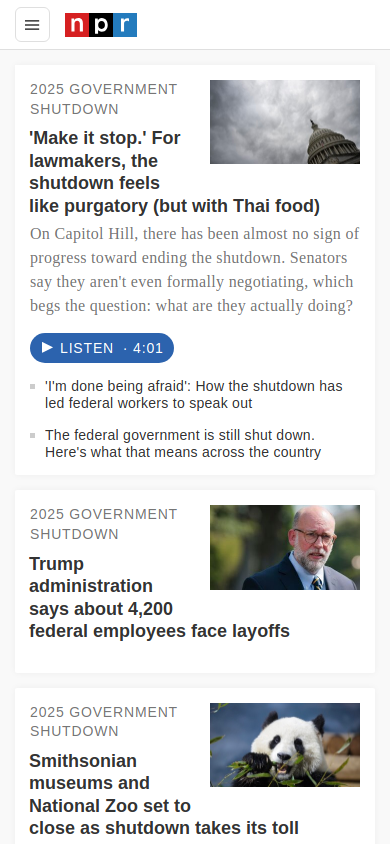 npr
2025 GOVERNMENT
SHUTDOWN
'Make it stop.' For
lawmakers, the
shutdown feels
like purgatory (but with Thai food)
On Capitol Hill, there has been almost no sign of
progress toward ending the shutdown. Senators
say they aren't even formally negotiating, which
begs the question: what are they actually doing?
LISTEN · 4:01
'I'm done being afraid': How the shutdown has
led federal workers to speak out
The federal government is still shut down.
Here's what that means across the country
2025 GOVERNMENT
SHUTDOWN
Trump
administration
says about 4,200
federal employees face layoffs
2025 GOVERNMENT
SHUTDOWN
Smithsonian
museums and
National Zoo set to
close as shutdown takes its toll